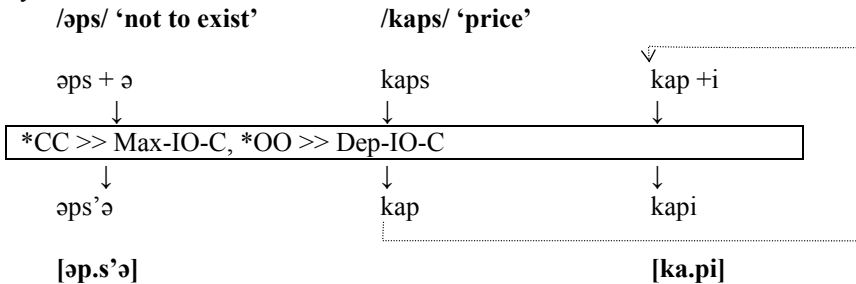 /əps/ ‘not to exist’ /kaps/ ‘price’
əps + ə kaps kap +i
↓ ↓ ↓
*CC >> Max-IO-C, *OO >> Dep-IO-C
↓ ↓ ↓
əps’ə kap kapi
[əp.s’ə] [ka.pi]